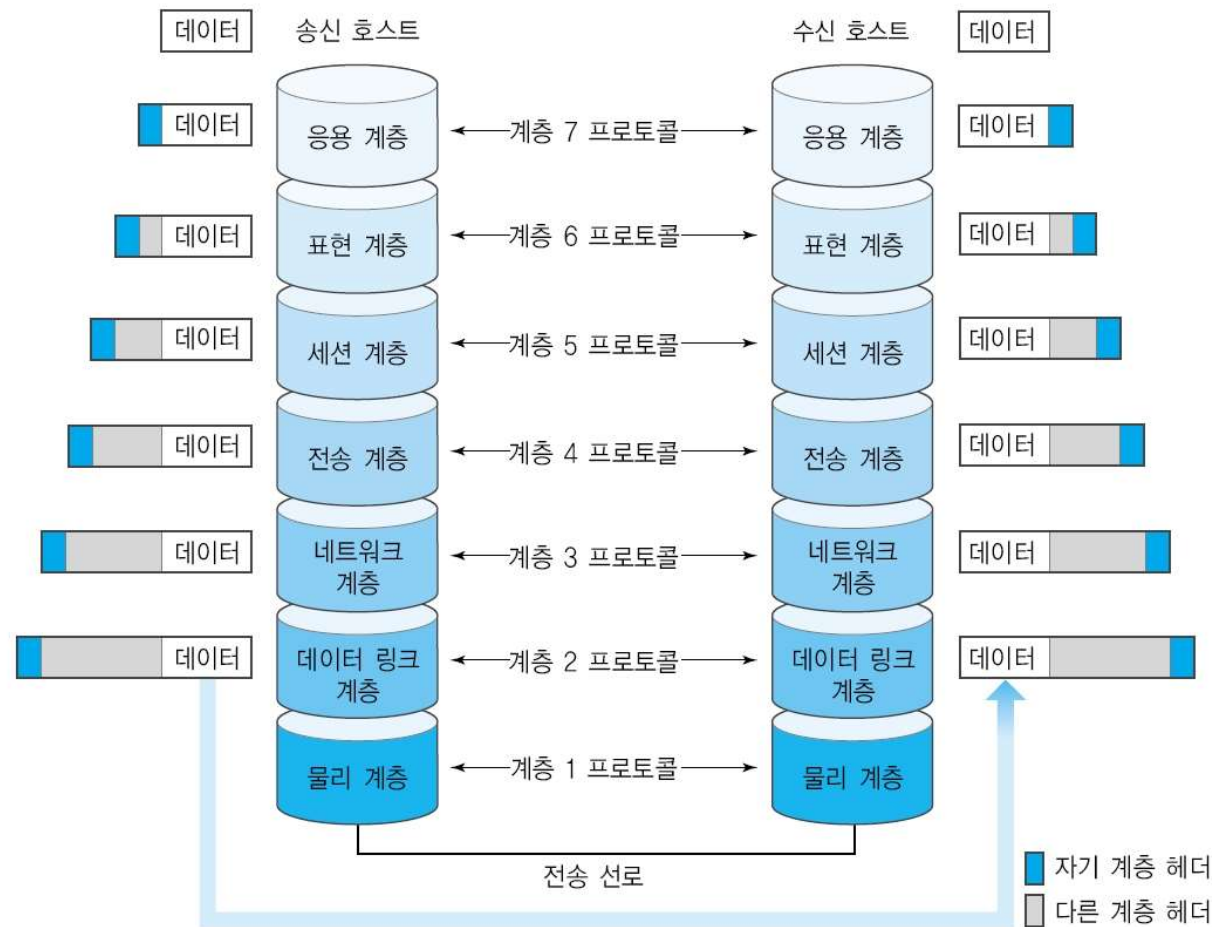 데이터 송신 호스트 수신 호스트 데이터
데이터 응용 계층 계층 7 프로토콜 응용 계층 데이터
데이터 표현 계층 계층 6 프로토콜 표현 계층 데이터
데이터 세션 계층 계층 5 프로토콜 세션 계층 데이터
데이터 전송 계층 계층 4 프로토콜 전송 계층 데이터
데이터 네트워크 계층 계층 3 프로토콜 네트워크 계층 데이터
데이터 데이터 링크 계층 계층 2 프로토콜 데이터 링크 계층 데이터
물리 계층 계층 1 프로토콜 물리 계층
전송 선로
자기 계층 헤더
다른 계층 헤더